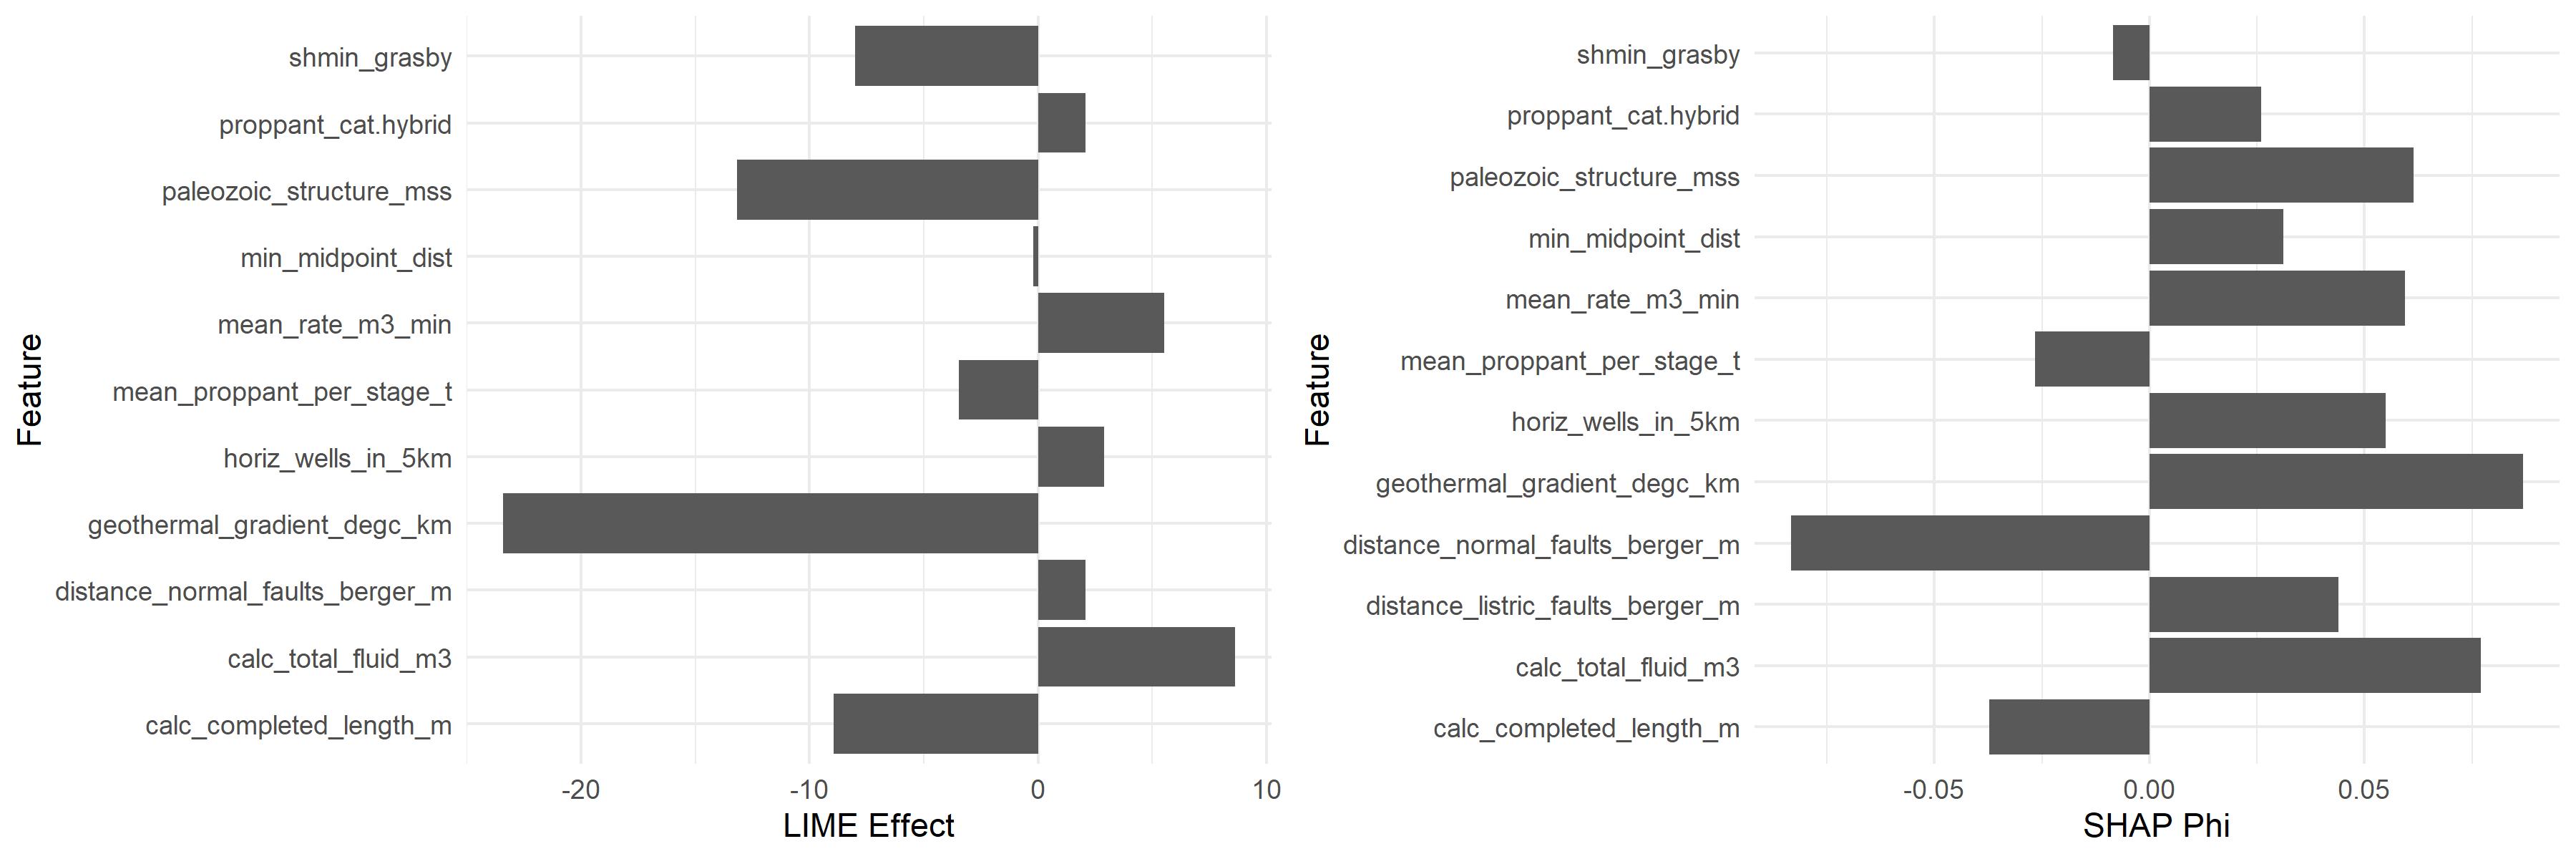 Feature
shmin_grasby
proppant_cat.hybrid
paleozoic_structure_mss
min_midpoint_dist
mean_rate_m3_min
mean_proppant_per_stage_t
horiz_wells_in_5km
geothermal_gradient_degc_km
distance_normal_faults_berger_m
calc_total_fluid_m3
calc_completed_length_m
-20 -10 0 10
LIME Effect
Feature
shmin_grasby
proppant_cat.hybrid
paleozoic_structure_mss
min_midpoint_dist
mean_rate_m3_min
mean_proppant_per_stage_t
horiz_wells_in_5km
geothermal_gradient_degc_km
distance_normal_faults_berger_m
distance_listric_faults_berger_m
calc_total_fluid_m3
calc_completed_length_m
-0.05 0.00 0.05
SHAP Phi